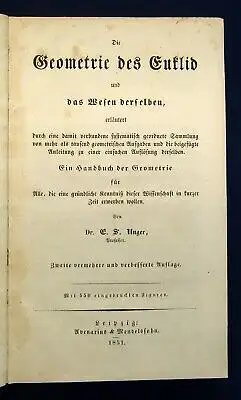 Die
Geometrie des Euklid
und
das Wesen derselben,
erläutert
durch eine damit verbundene systematisch geordnete Sammlung
von mehr als tausend geometrischen Aufgaben und die beigefügte
Anleitung zu einer einfachen Auflösung derselben.
Ein Handbuch der Geometrie
für
Alle, die eine gründliche Kenntniß dieser Wissenschaft in kurzer
Zeit erwerben wollen.
Von
Dr. E. S. Unger,
Professor.
Zweite vermehrte und verbesserte Auflage.
Mit 550 eingedruckten Figuren.
Leipzig:
Avenarius & Mendelssohn.
1851.